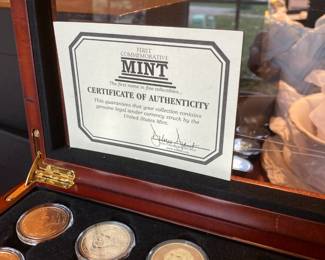 FIRST
COMMEMORATIVE
MINT
The first name in fine collectibles
CERTIFICATE OF AUTHENTICITY
This guarantees that your collection contains
genuine legal tender currency struck by the
United States Mint.